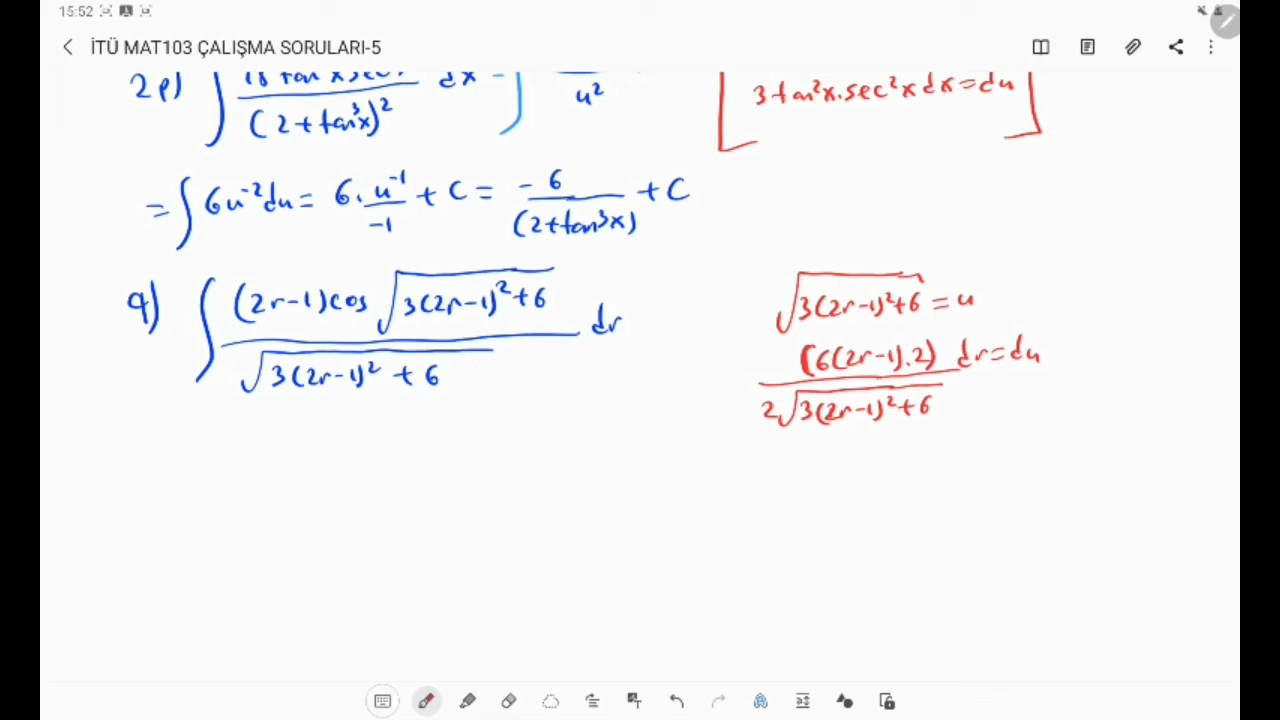 15:52
İTÜ MAT103 ÇALIŞMA SORULARI-5
2p) ∫ 18 tan²x sec²x / (2+tan³x)² dx = ∫ / u²
3tan²x.sec²x dx = du
= ∫ 6u⁻² du = 6. u⁻¹/-1 + C = -6/(2+tan³x) + C
q) ∫ (2r-1)cos √(3(2r-1)²+6) / √(3(2r-1)²+6) dr
√(3(2r-1)²+6) = u
(6(2r-1).2) / 2√(3(2r-1)²+6) dr = du